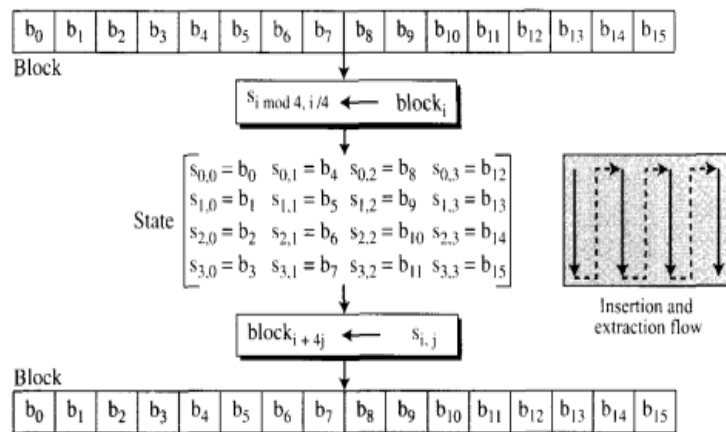 b₀ b₁ b₂ b₃ b₄ b₅ b₆ b₇ b₈ b₉ b₁₀ b₁₁ b₁₂ b₁₃ b₁₄ b₁₅
Block
s i mod 4, i /4 ← block i
s₀,₀ = b₀ s₀,₁ = b₄ s₀,₂ = b₈ s₀,₃ = b₁₂
s₁,₀ = b₁ s₁,₁ = b₅ s₁,₂ = b₉ s₁,₃ = b₁₃
State
s₂,₀ = b₂ s₂,₁ = b₆ s₂,₂ = b₁₀ s₂,₃ = b₁₄
s₃,₀ = b₃ s₃,₁ = b₇ s₃,₂ = b₁₁ s₃,₃ = b₁₅
Insertion and
extraction flow
block i + 4j ← s i, j
Block
b₀ b₁ b₂ b₃ b₄ b₅ b₆ b₇ b₈ b₉ b₁₀ b₁₁ b₁₂ b₁₃ b₁₄ b₁₅